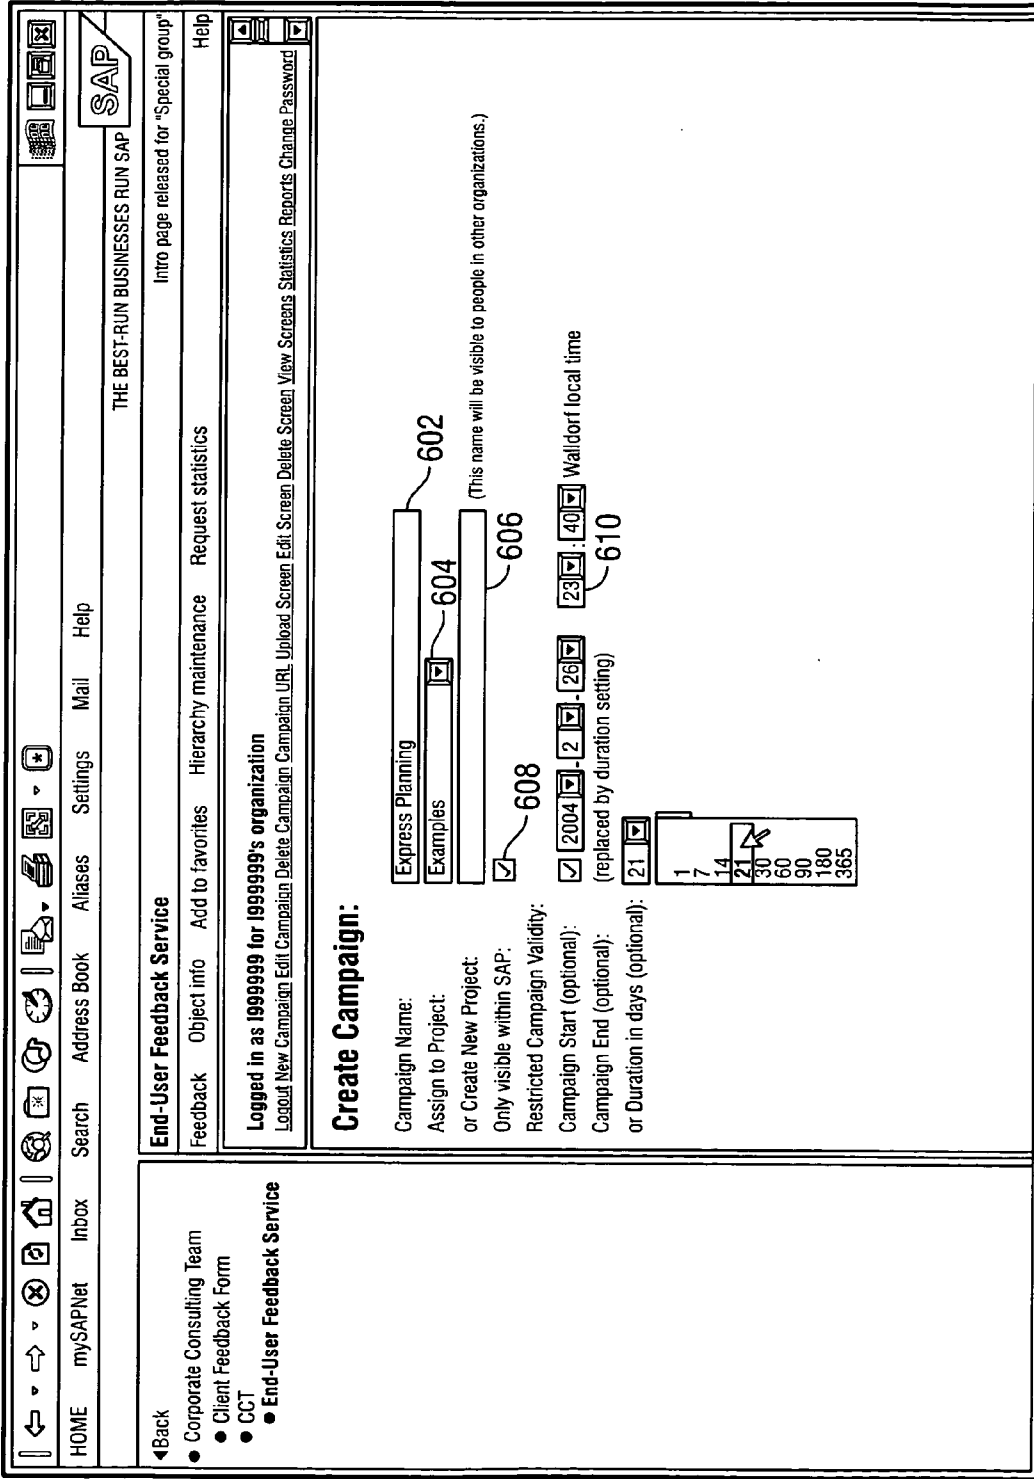 HOME mySAPNet Inbox Search Address Book Aliases Settings Mail Help
SAP
THE BEST-RUN BUSINESSES RUN SAP
Back
Corporate Consulting Team
Client Feedback Form
CCT
End-User Feedback Service
End-User Feedback Service Intro page released for "Special group"
Feedback Object info Add to favorites Hierarchy maintenance Request statistics Help
Logged in as I999999 for I999999's organization
Logout New Campaign Edit Campaign Delete Campaign Campaign URL Upload Screen Edit Screen Delete Screen View Screens Statistics Reports Change Password
Create Campaign:
Campaign Name: Express Planning 602
Assign to Project: Examples 604
or Create New Project: (This name will be visible to people in other organizations.)
606
Only visible within SAP: 608
Restricted Campaign Validity:
Campaign Start (optional): 2004 - 2 - 26 23 : 40 Walldorf local time
610
Campaign End (optional): (replaced by duration setting)
or Duration in days (optional): 21
1
7
14
21
30
60
90
180
365